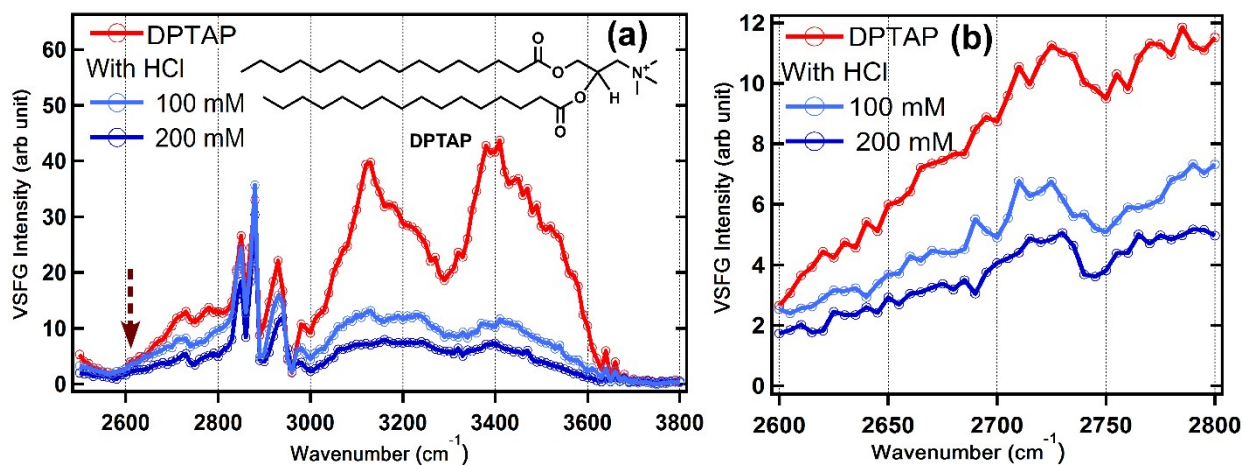 (a)
DPTAP
With HCl
100 mM
200 mM
O
O
N+
O
H
O
DPTAP
VSFG Intensity (arb unit)
60
50
40
30
20
10
0
2600
2800
3000
3200
3400
3600
3800
Wavenumber (cm-1)
(b)
DPTAP
With HCl
100 mM
200 mM
VSFG Intensity (arb unit)
12
10
8
6
4
2
0
2600
2650
2700
2750
2800
Wavenumber (cm-1)